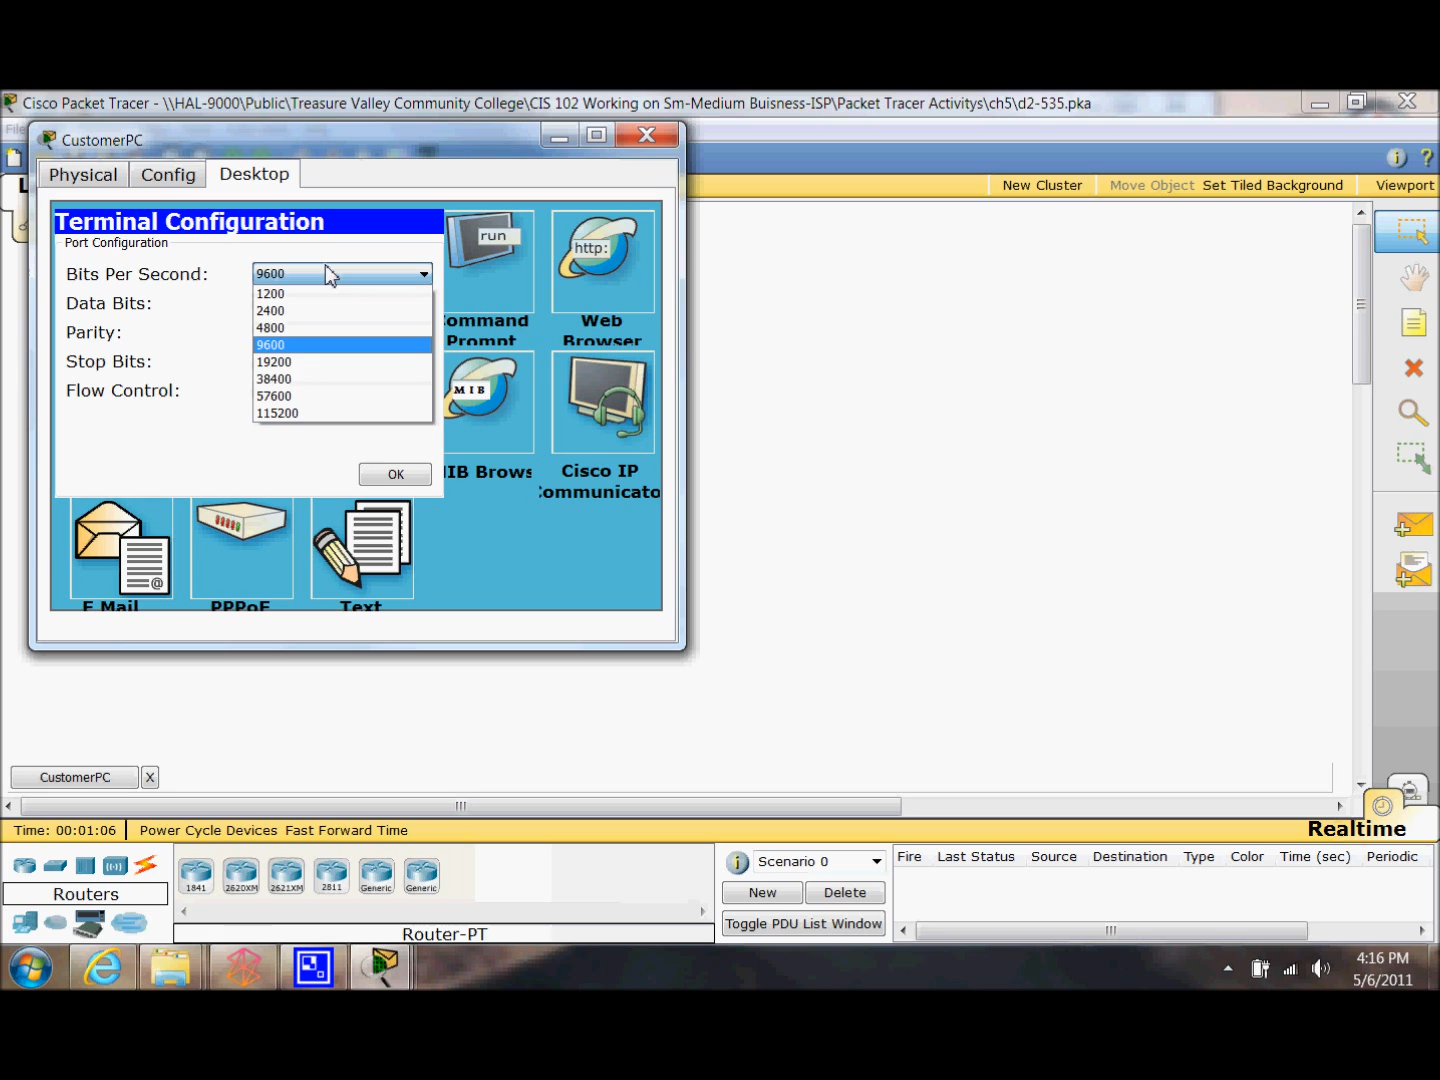 Cisco Packet Tracer - \\HAL-9000\Public\Treasure Valley Community College\CIS 102 Working on Sm-Medium Buisness-ISP\Packet Tracer Activitys\ch5\d2-535.pka
CustomerPC
Physical Config Desktop
New Cluster Move Object Set Tiled Background Viewport
Terminal Configuration
Port Configuration
Bits Per Second: 9600
Data Bits:
Parity:
Stop Bits:
Flow Control:
1200
2400
4800
9600
19200
38400
57600
115200
OK
run
http:
ommand
Prompt
Web
Browser
MIB
IB Brows
Cisco IP
ommunicato
@
E Mail PPPoE Text
CustomerPC X
Time: 00:01:06 Power Cycle Devices Fast Forward Time
Realtime
Routers
1841 2620XM 2621XM 2811 Generic Generic
Router-PT
Scenario 0
New Delete
Toggle PDU List Window
Fire Last Status Source Destination Type Color Time (sec) Periodic
4:16 PM
5/6/2011